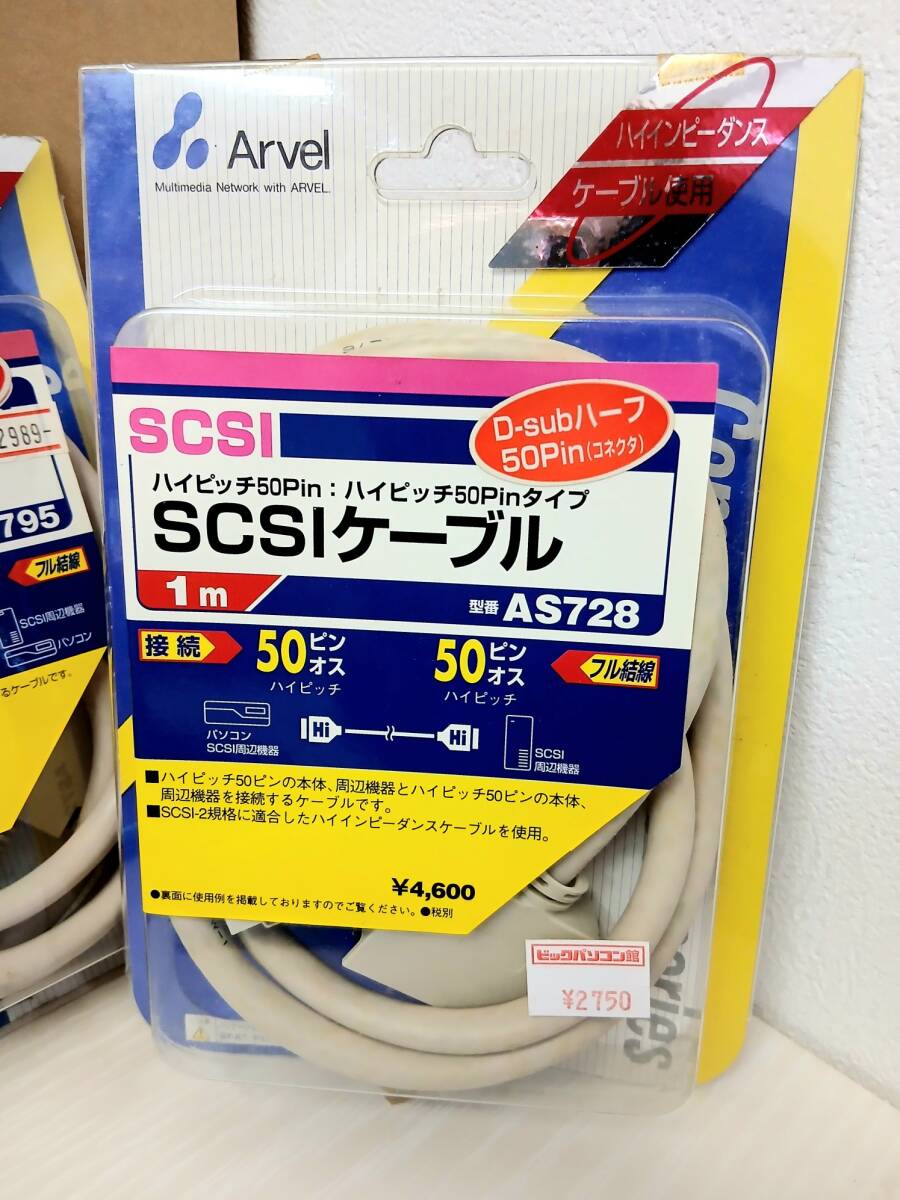 Arvel
Multimedia Network with ARVEL.
ハイインピーダンス
ケーブル使用
SCSI
D-subハーフ
50Pin(コネクタ)
ハイピッチ50Pin:ハイピッチ50Pinタイプ
SCSIケーブル
1m
型番 AS728
接続
50ピンオス
ハイピッチ
50ピンオス
ハイピッチ
フル結線
パソコン
SCSI周辺機器
Hi
Hi
SCSI
周辺機器
■ハイピッチ50ピンの本体、周辺機器とハイピッチ50ピンの本体、
周辺機器を接続するケーブルです。
■SCSI-2規格に適合したハイインピーダンスケーブルを使用。
¥4,600
●裏面に使用例を掲載しておりますのでご覧ください。●税別
ビックパソコン館
¥2750
2989-
795
フル結線
SCSI周辺機器
パソコン
るケーブルです。